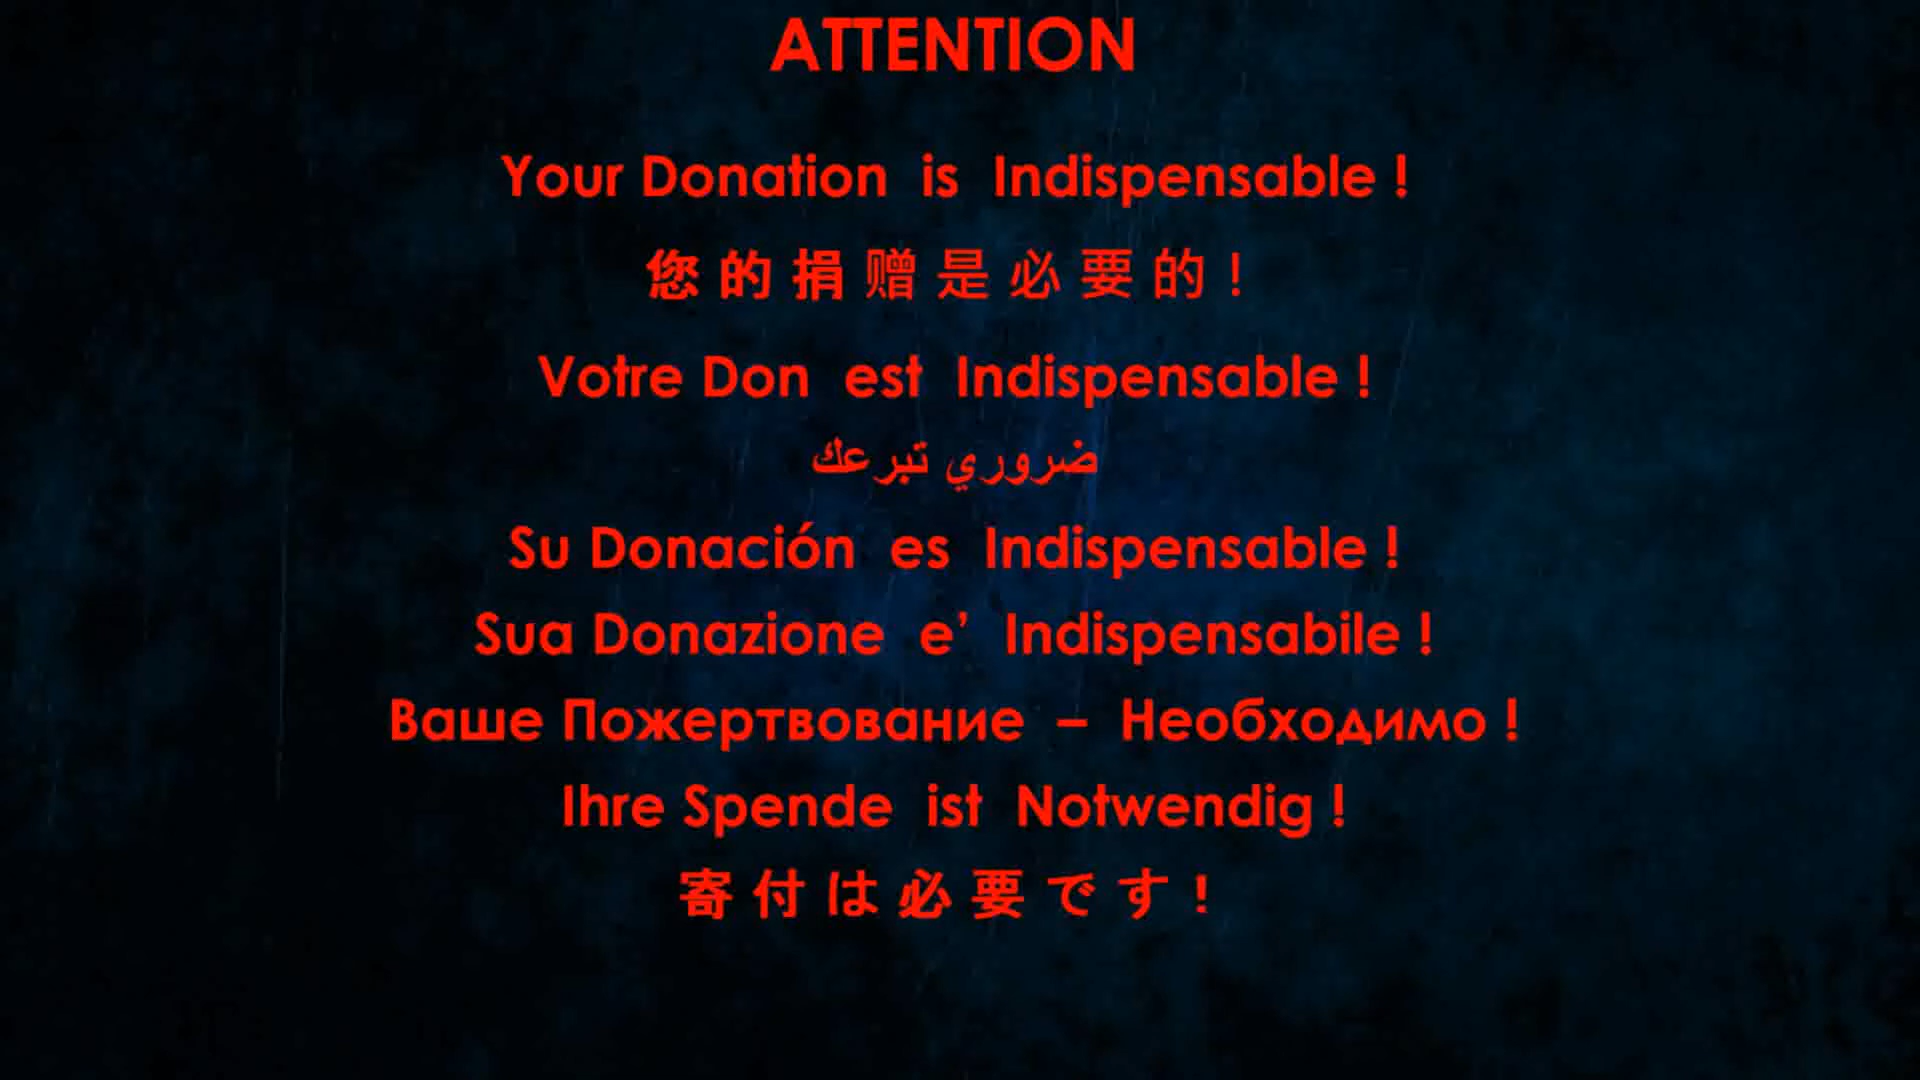 ATTENTION
Your Donation is Indispensable !
您的捐赠是必要的!
Votre Don est Indispensable !
ضروري تبرعك
Su Donación es Indispensable !
Sua Donazione e’ Indispensabile !
Ваше Пожертвование – Необходимо !
Ihre Spende ist Notwendig !
寄付は必要です!